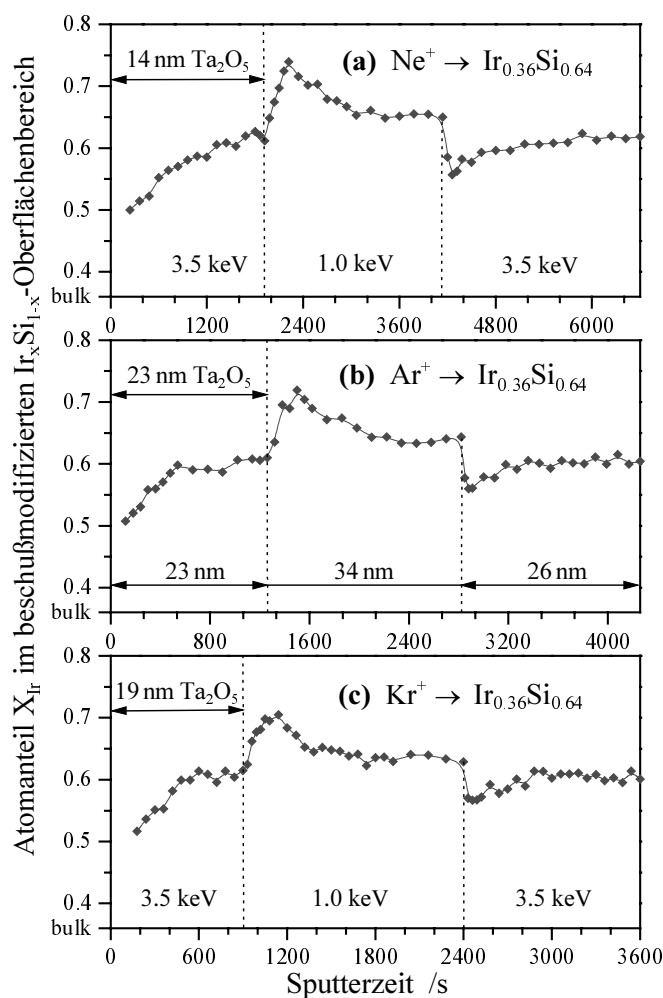 Atomanteil X_Ir im beschußmodifizierten Ir_xSi_1-x-Oberflächenbereich
0.8
0.7
0.6
0.5
0.4
bulk
14 nm Ta₂O₅
(a) Ne⁺ → Ir₀.₃₆Si₀.₆₄
3.5 keV 1.0 keV 3.5 keV
0 1200 2400 3600 4800 6000
0.8
0.7
0.6
0.5
0.4
bulk
23 nm Ta₂O₅
(b) Ar⁺ → Ir₀.₃₆Si₀.₆₄
23 nm 34 nm 26 nm
0 800 1600 2400 3200 4000
0.8
0.7
0.6
0.5
0.4
bulk
19 nm Ta₂O₅
(c) Kr⁺ → Ir₀.₃₆Si₀.₆₄
3.5 keV 1.0 keV 3.5 keV
0 600 1200 1800 2400 3000 3600
Sputterzeit /s